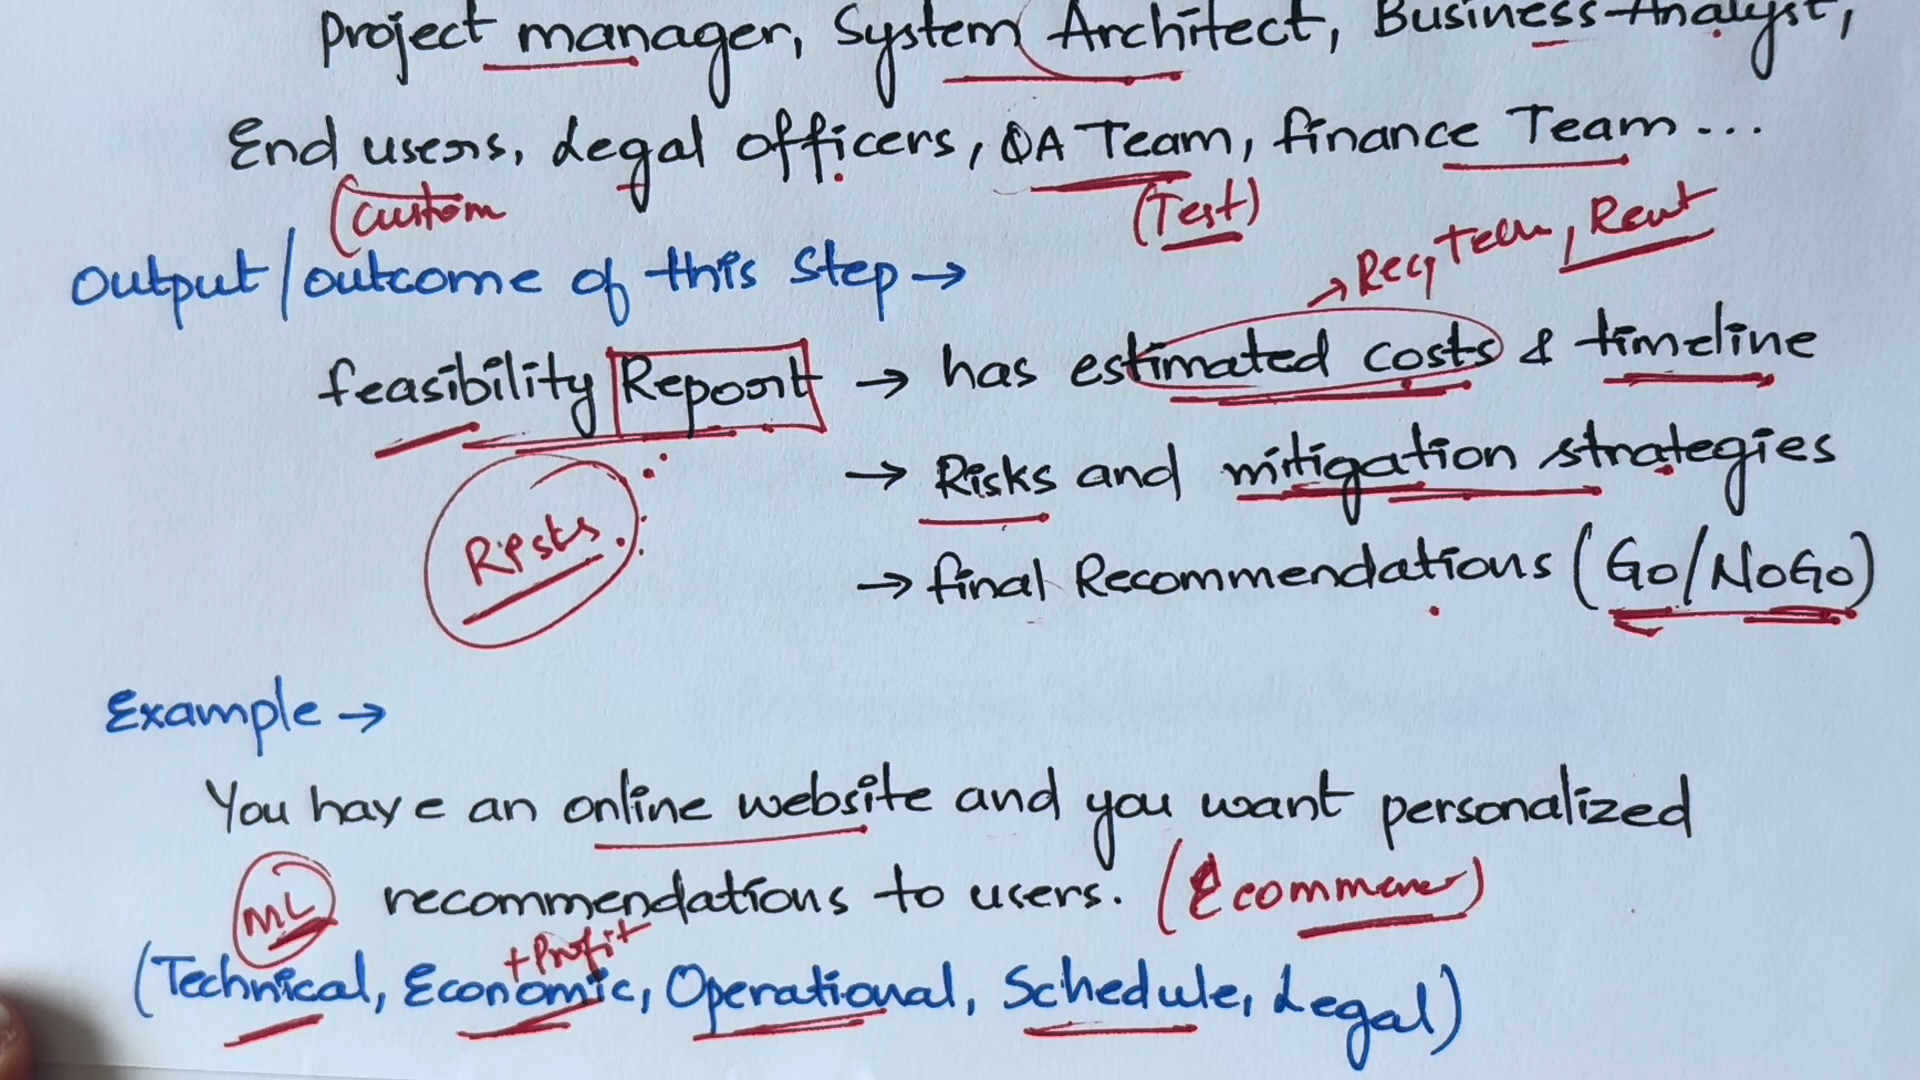 Project manager, System Architect, Business Analyst,
End users, Legal officers, QA Team, finance Team...
(custom
(Test)
→ Req, Team, Rent
Output/outcome of this Step →
feasibility Report → has estimated costs & timeline
→ Risks and mitigation strategies
Risks
→ final Recommendations (Go/NoGo)
Example →
You have an online website and you want personalized
ML
recommendations to users. (Ecommerce)
+Profit
(Technical, Economic, Operational, Schedule, Legal)